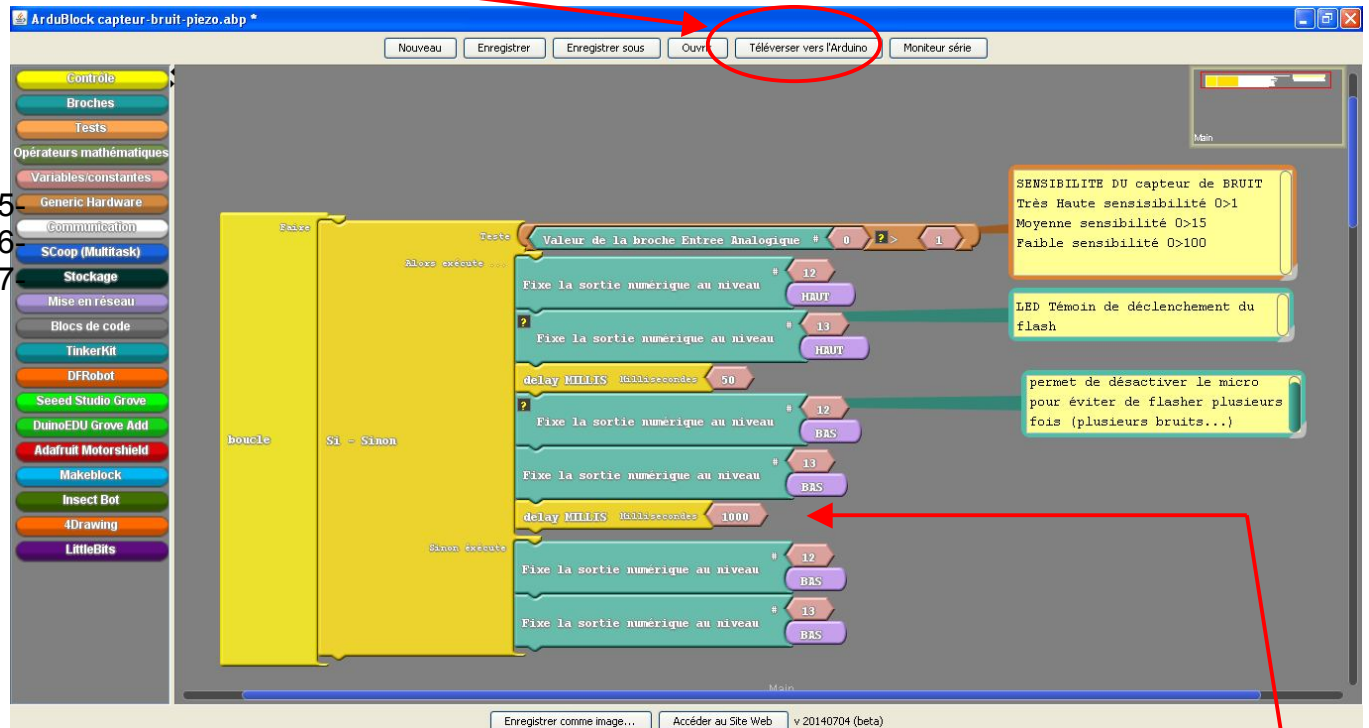 ArduBlock capteur-bruit-piezo.abp *
Nouveau Enregistrer Enregistrer sous Ouvrir Téléverser vers l'Arduino Moniteur série
Contrôle
Broches
Tests
Opérateurs mathématiques
Variables/constantes
5- Generic Hardware
Communication
6- SCoop (Multitask)
7- Stockage
Mise en réseau
Blocs de code
TinkerKit
DFRobot
Seeed Studio Grove
DuinoEDU Grove Add
Adafruit Motorshield
Makeblock
Insect Bot
4Drawing
LittleBits
Main
boucle
Faire
Si - Sinon
Teste
Valeur de la broche Entree Analogique # 0 ? > 1
Alors exécute ...
Fixe la sortie numérique au niveau # 12
HAUT
?
Fixe la sortie numérique au niveau # 13
HAUT
delay MILLIS Millisecondes 50
?
Fixe la sortie numérique au niveau # 12
BAS
Fixe la sortie numérique au niveau # 13
BAS
delay MILLIS Millisecondes 1000
Sinon éxécute
Fixe la sortie numérique au niveau # 12
BAS
Fixe la sortie numérique au niveau # 13
BAS
SENSIBILITE DU capteur de BRUIT
Très Haute sensisibilité 0>1
Moyenne sensibilité 0>15
Faible sensibilité 0>100
LED Témoin de déclenchement du
flash
permet de désactiver le micro
pour éviter de flasher plusieurs
fois (plusieurs bruits...)
Main
Enregistrer comme image... Accéder au Site Web v 20140704 (beta)